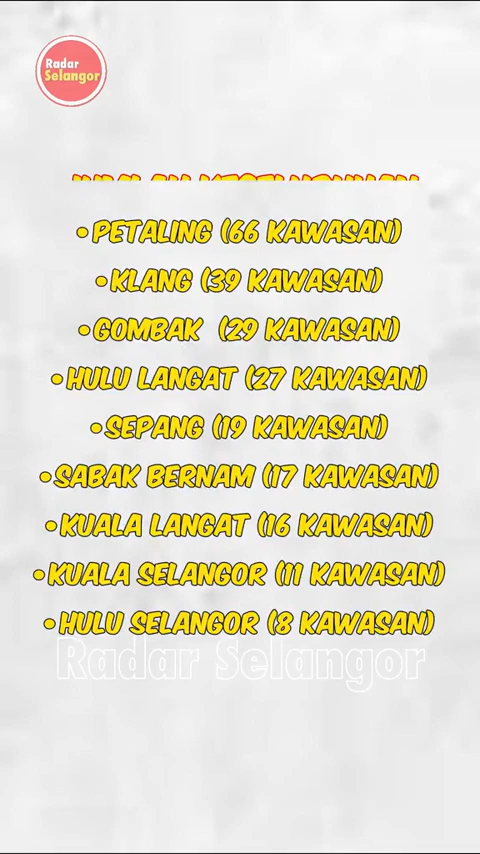 Radar
Selangor
•PETALING (66 KAWASAN)
•KLANG (39 KAWASAN)
•GOMBAK (29 KAWASAN)
•HULU LANGAT (27 KAWASAN)
•SEPANG (19 KAWASAN)
•SABAK BERNAM (17 KAWASAN)
•KUALA LANGAT (16 KAWASAN)
•KUALA SELANGOR (11 KAWASAN)
•HULU SELANGOR (8 KAWASAN)
Radar Selangor